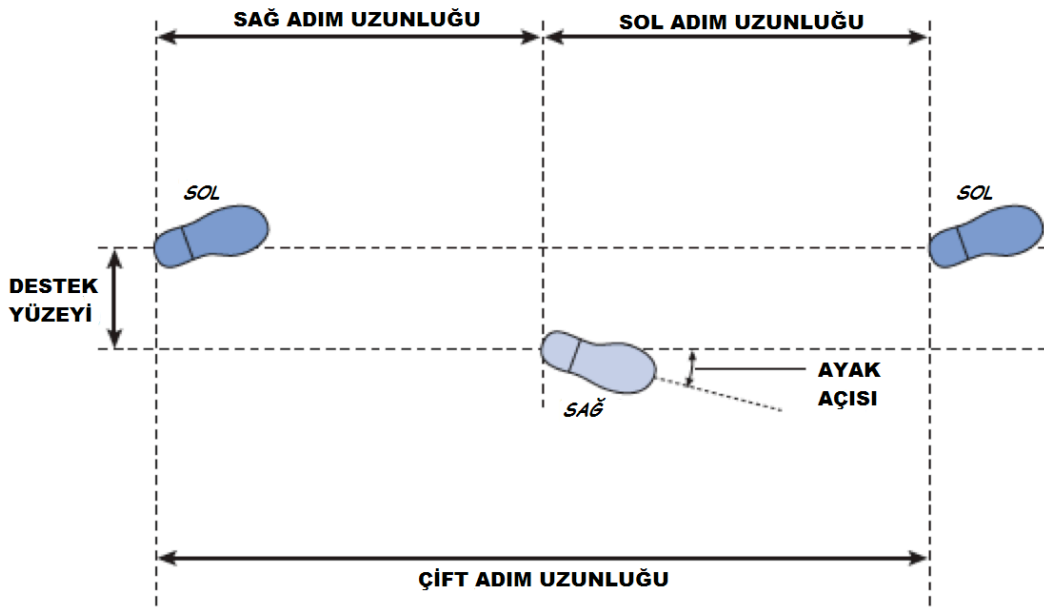 SAĞ ADIM UZUNLUĞU
SOL ADIM UZUNLUĞU
SOL
SOL
DESTEK
YÜZEYİ
AYAK
AÇISI
SAĞ
ÇİFT ADIM UZUNLUĞU